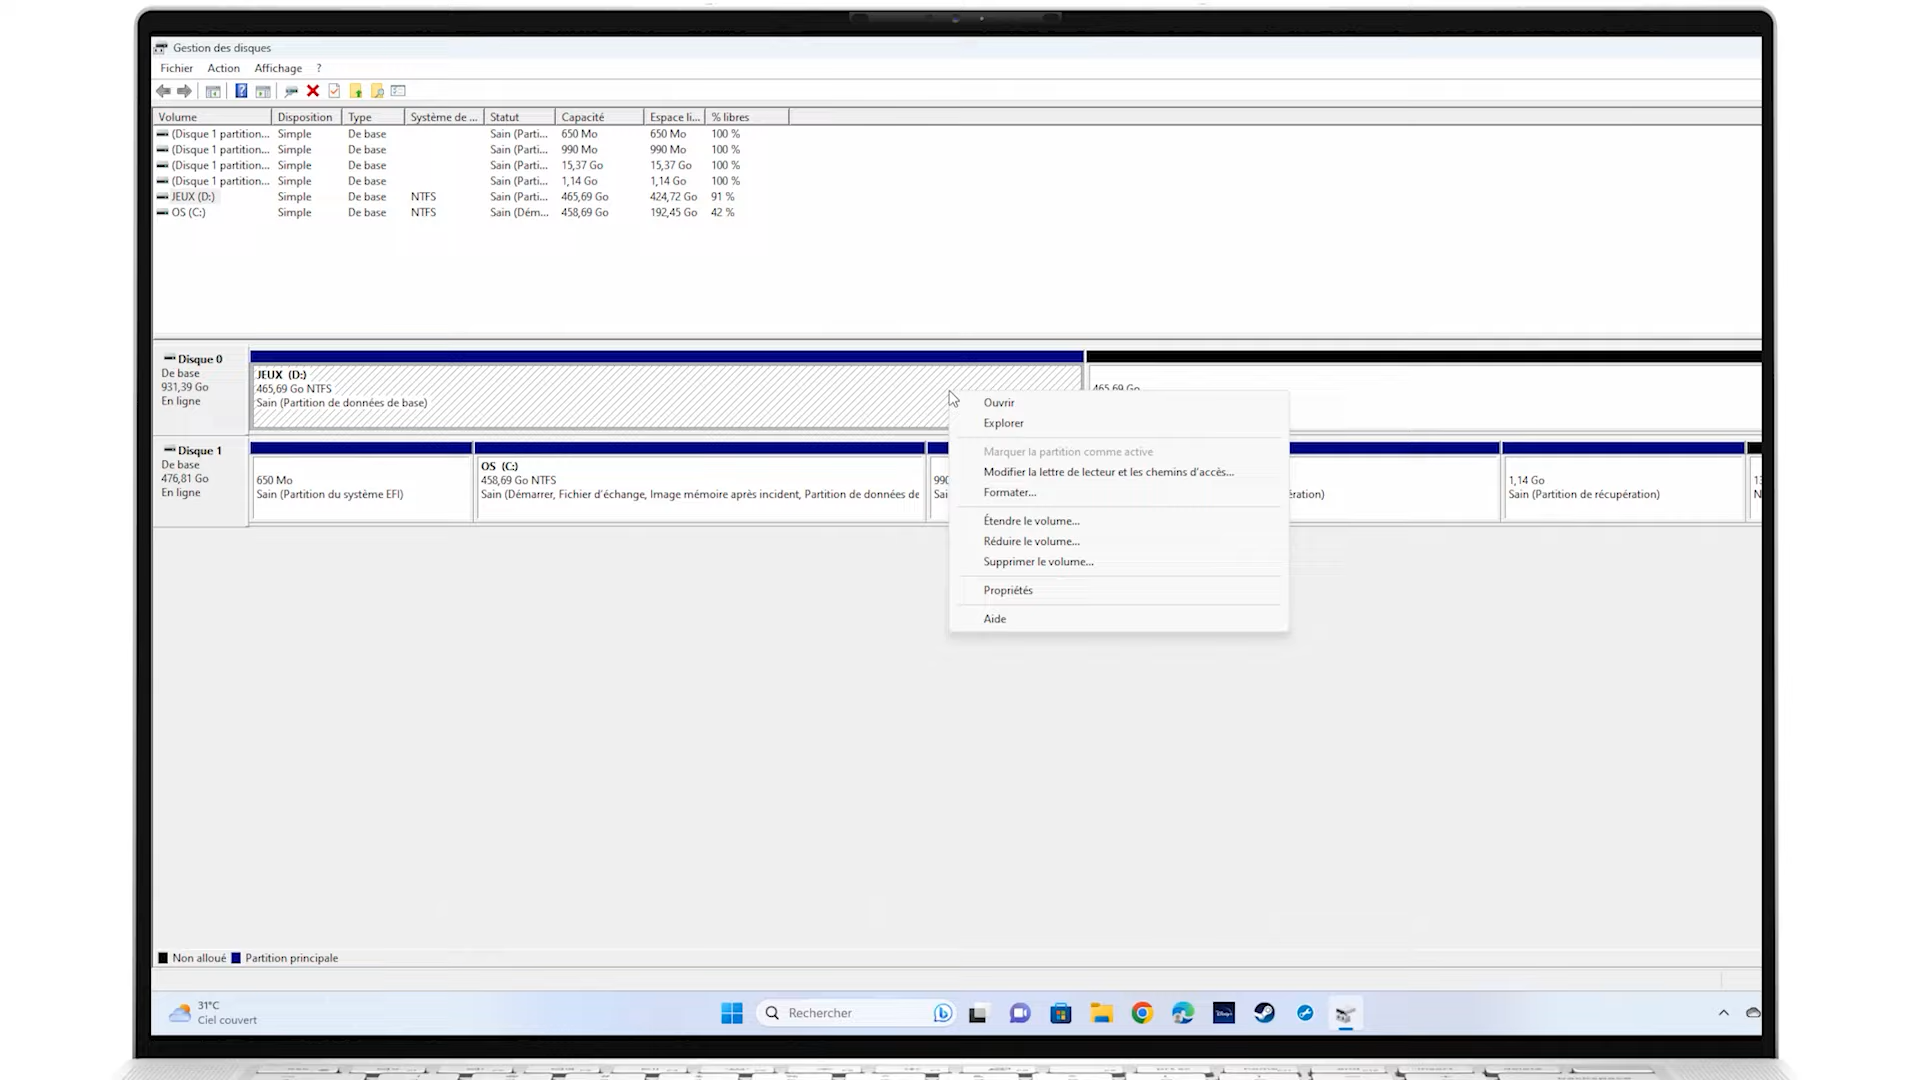 Gestion des disques
Fichier Action Affichage ?
Volume Disposition Type Système de ... Statut Capacité Espace li... % libres
(Disque 1 partition... Simple De base Sain (Parti... 650 Mo 650 Mo 100 %
(Disque 1 partition... Simple De base Sain (Parti... 990 Mo 990 Mo 100 %
(Disque 1 partition... Simple De base Sain (Parti... 15,37 Go 15,37 Go 100 %
(Disque 1 partition... Simple De base Sain (Parti... 1,14 Go 1,14 Go 100 %
JEUX (D:) Simple De base NTFS Sain (Parti... 465,69 Go 424,72 Go 91 %
OS (C:) Simple De base NTFS Sain (Dém... 458,69 Go 192,45 Go 42 %
Disque 0
De base
931,39 Go
En ligne
JEUX (D:)
465,69 Go NTFS
Sain (Partition de données de base)
465,69 Go
Disque 1
De base
476,81 Go
En ligne
650 Mo
Sain (Partition du système EFI)
OS (C:)
458,69 Go NTFS
Sain (Démarrer, Fichier d'échange, Image mémoire après incident, Partition de données de
990
Sai
ération)
1,14 Go
Sain (Partition de récupération)
13
N
Ouvrir
Explorer
Marquer la partition comme active
Modifier la lettre de lecteur et les chemins d'accès...
Formater...
Étendre le volume...
Réduire le volume...
Supprimer le volume...
Propriétés
Aide
Non alloué Partition principale
31°C
Ciel couvert
Rechercher